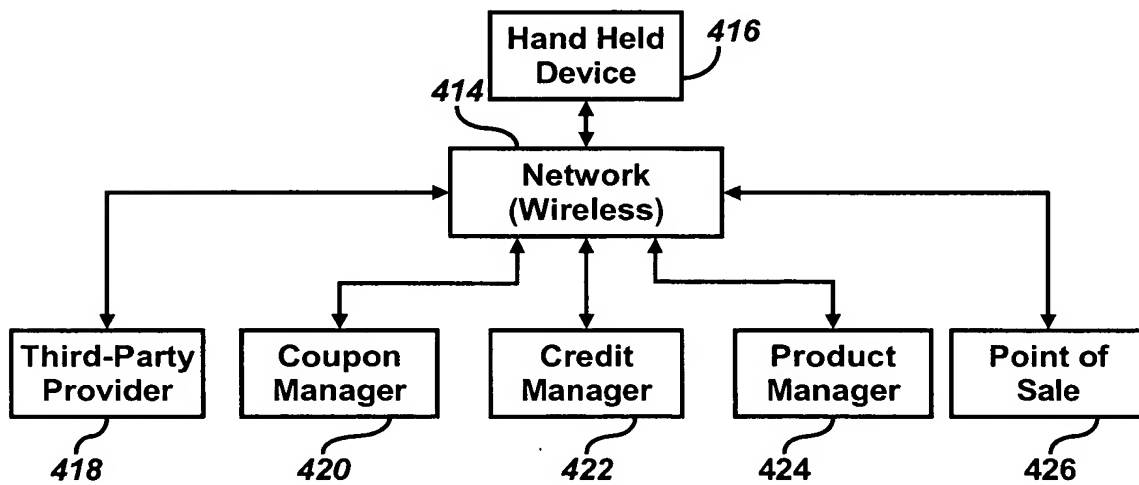 Hand Held
Device
416
414
Network
(Wireless)
Third-Party
Provider
Coupon
Manager
Credit
Manager
Product
Manager
Point of
Sale
418
420
422
424
426